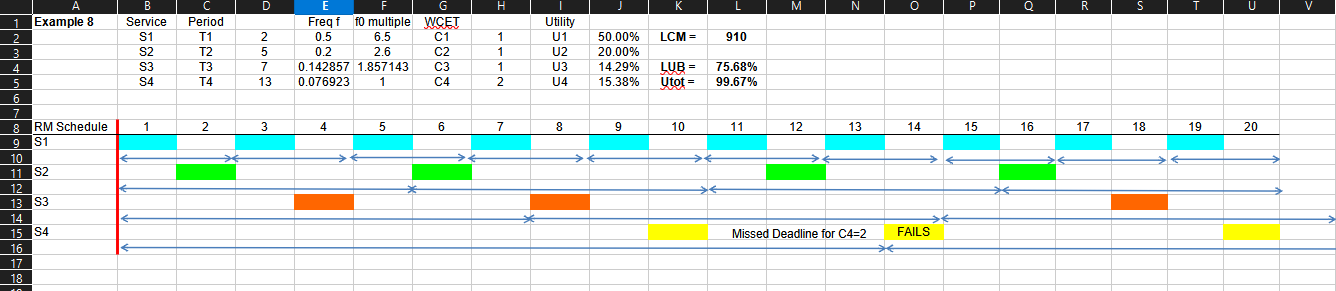 A B C D E F G H I J K L M N O P Q R S T U V
1 Example 8 Service Period Freq f f0 multiple WCET Utility
2 S1 T1 2 0.5 6.5 C1 1 U1 50.00% LCM = 910
3 S2 T2 5 0.2 2.6 C2 1 U2 20.00%
4 S3 T3 7 0.142857 1.857143 C3 1 U3 14.29% LUB = 75.68%
5 S4 T4 13 0.076923 1 C4 2 U4 15.38% Utot = 99.67%
6
7
8 RM Schedule 1 2 3 4 5 6 7 8 9 10 11 12 13 14 15 16 17 18 19 20
9 S1
10
11 S2
12
13 S3
14
15 S4 Missed Deadline for C4=2 FAILS
16
17
18